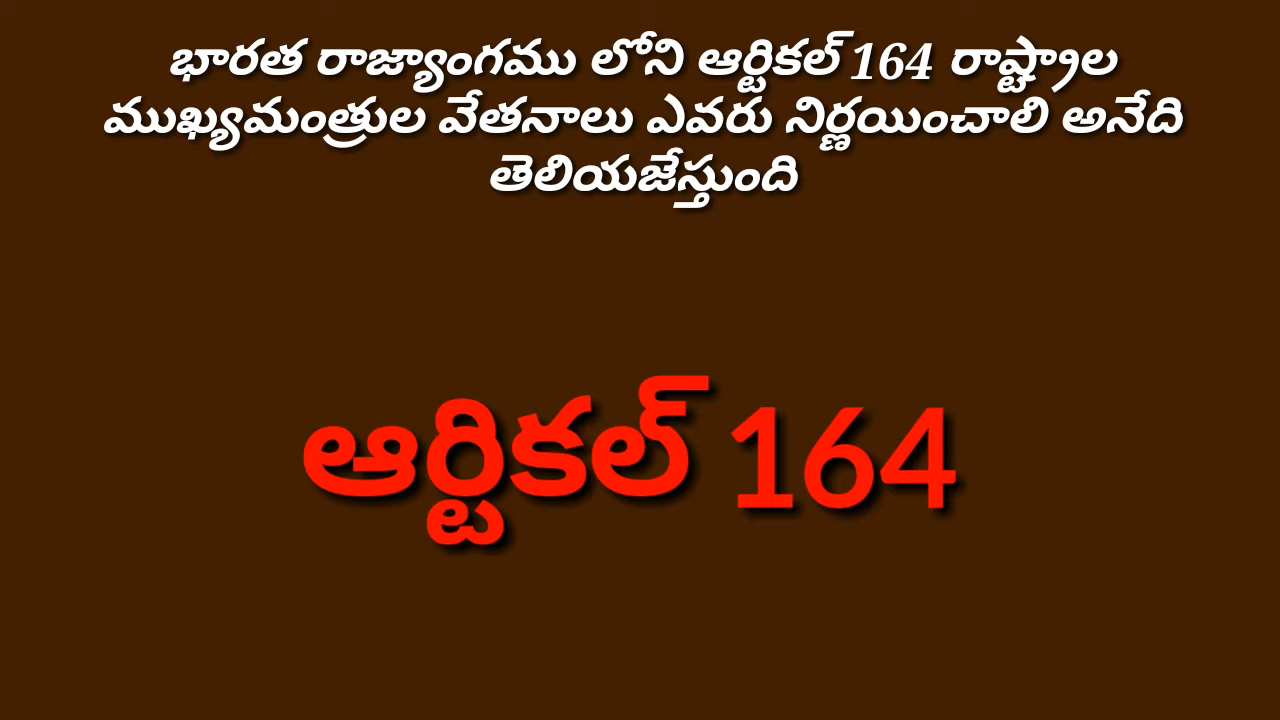 భారత రాజ్యాంగము లోని ఆర్టికల్ 164 రాష్ట్రాల
ముఖ్యమంత్రుల వేతనాలు ఎవరు నిర్ణయించాలి అనేది
తెలియజేస్తుంది
ఆర్టికల్ 164